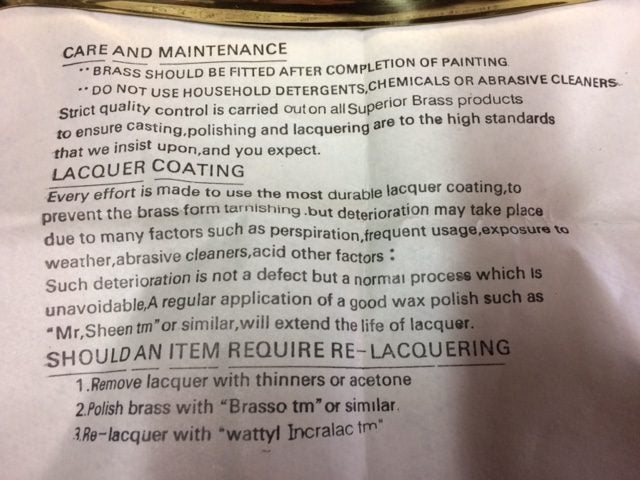 CARE AND MAINTENANCE
·· BRASS SHOULD BE FITTED AFTER COMPLETION OF PAINTING
·· DO NOT USE HOUSEHOLD DETERGENTS,CHEMICALS OR ABRASIVE CLEANERS.
Strict quality control is carried out on all Superior Brass products
to ensure casting,polishing and lacquering are to the high standards
that we insist upon,and you expect.
LACQUER COATING
Every effort is made to use the most durable lacquer coating,to
prevent the brass form tarnishing.but deterioration may take place
due to many factors such as perspiration,frequent usage,exposure to
weather,abrasive cleaners,acid other factors :
Such deterioration is not a defect but a normal process which is
unavoidable,A regular application of a good wax polish such as
"Mr,Sheen tm"or similar,will extend the life of lacquer.
SHOULD AN ITEM REQUIRE RE-LACQUERING
1.Remove lacquer with thinners or acetone
2.Polish brass with "Brasso tm"or similar.
3.Re-lacquer with "wattyl Incralac tm"